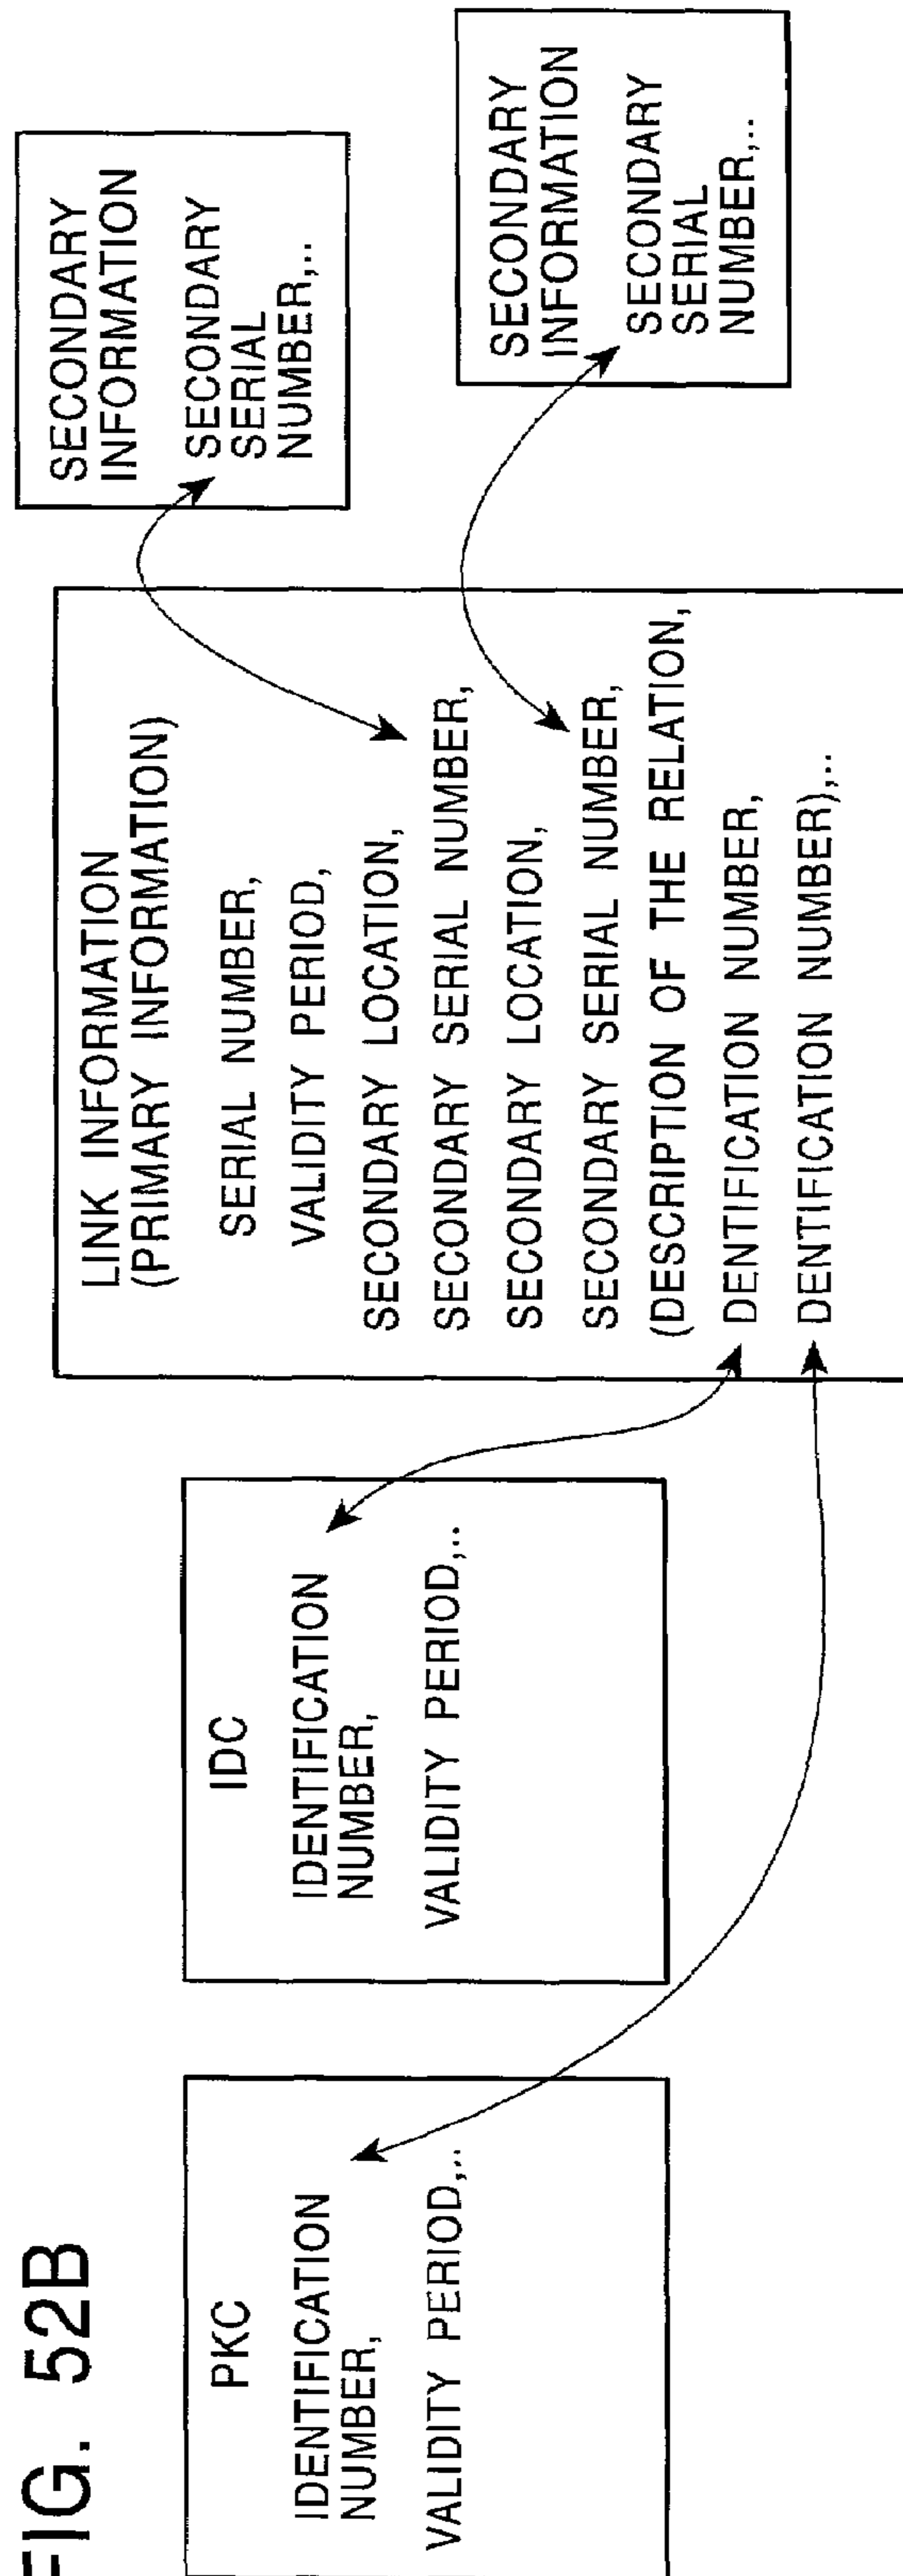 FIG. 52B
PKC
IDENTIFICATION
NUMBER,
VALIDITY PERIOD,..
IDC
IDENTIFICATION
NUMBER,
VALIDITY PERIOD,..
LINK INFORMATION
(PRIMARY INFORMATION)
SERIAL NUMBER,
VALIDITY PERIOD,
SECONDARY LOCATION,
SECONDARY SERIAL NUMBER,
SECONDARY LOCATION,
SECONDARY SERIAL NUMBER,
(DESCRIPTION OF THE RELATION,
DENTIFICATION NUMBER,
DENTIFICATION NUMBER),..
SECONDARY
INFORMATION
SECONDARY
SERIAL
NUMBER,..
SECONDARY
INFORMATION
SECONDARY
SERIAL
NUMBER,..